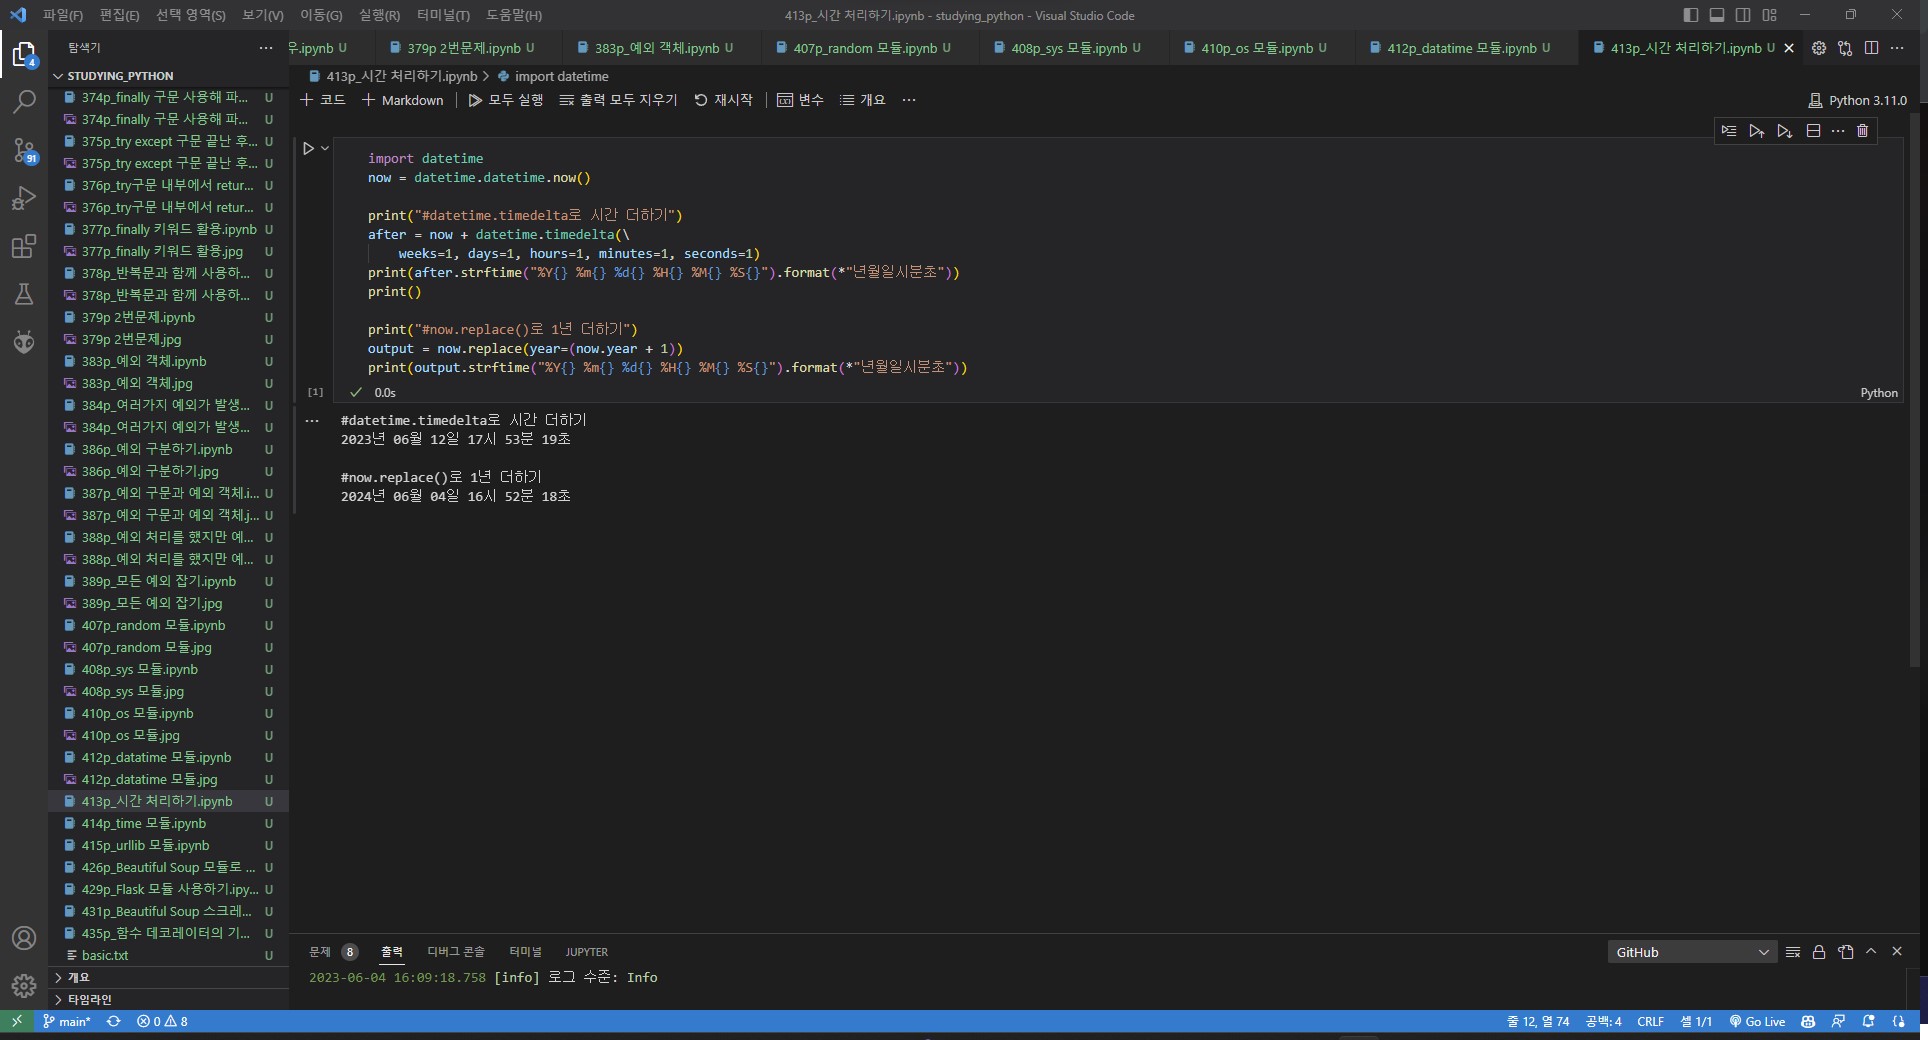 파일(F) 편집(E) 선택 영역(S) 보기(V) 이동(G) 실행(R) 터미널(T) 도움말(H) 413p_시간 처리하기.ipynb - studying_python - Visual Studio Code
탐색기
우.ipynb U 379p 2번문제.ipynb U 383p_예외 객체.ipynb U 407p_random 모듈.ipynb U 408p_sys 모듈.ipynb U 410p_os 모듈.ipynb U 412p_datatime 모듈.ipynb U 413p_시간 처리하기.ipynb U
STUDYING_PYTHON
374p_finally 구문 사용해 파... U
374p_finally 구문 사용해 파... U
375p_try except 구문 끝난 후... U
375p_try except 구문 끝난 후... U
376p_try구문 내부에서 retur... U
376p_try구문 내부에서 retur... U
377p_finally 키워드 활용.ipynb U
377p_finally 키워드 활용.jpg U
378p_반복문과 함께 사용하... U
378p_반복문과 함께 사용하... U
379p 2번문제.ipynb U
379p 2번문제.jpg U
383p_예외 객체.ipynb U
383p_예외 객체.jpg U
384p_여러가지 예외가 발생... U
384p_여러가지 예외가 발생... U
386p_예외 구분하기.ipynb U
386p_예외 구분하기.jpg U
387p_예외 구문과 예외 객체.i... U
387p_예외 구문과 예외 객체.j... U
388p_예외 처리를 했지만 예... U
388p_예외 처리를 했지만 예... U
389p_모든 예외 잡기.ipynb U
389p_모든 예외 잡기.jpg U
407p_random 모듈.ipynb U
407p_random 모듈.jpg U
408p_sys 모듈.ipynb U
408p_sys 모듈.jpg U
410p_os 모듈.ipynb U
410p_os 모듈.jpg U
412p_datatime 모듈.ipynb U
412p_datatime 모듈.jpg U
413p_시간 처리하기.ipynb U
414p_time 모듈.ipynb U
415p_urllib 모듈.ipynb U
426p_Beautiful Soup 모듈로 ... U
429p_Flask 모듈 사용하기.ipy... U
431p_Beautiful Soup 스크레... U
435p_함수 데코레이터의 기... U
basic.txt U
개요
타임라인
4
91
413p_시간 처리하기.ipynb > import datetime
+ 코드 + Markdown 모두 실행 출력 모두 지우기 재시작 변수 개요 ... Python 3.11.0
import datetime
now = datetime.datetime.now()
print("#datetime.timedelta로 시간 더하기")
after = now + datetime.timedelta(\
weeks=1, days=1, hours=1, minutes=1, seconds=1)
print(after.strftime("%Y{} %m{} %d{} %H{} %M{} %S{}").format(*"년월일시분초"))
print()
print("#now.replace()로 1년 더하기")
output = now.replace(year=(now.year + 1))
print(output.strftime("%Y{} %m{} %d{} %H{} %M{} %S{}").format(*"년월일시분초"))
[1] 0.0s Python
#datetime.timedelta로 시간 더하기
2023년 06월 12일 17시 53분 19초
#now.replace()로 1년 더하기
2024년 06월 04일 16시 52분 18초
문제 8 출력 디버그 콘솔 터미널 JUPYTER GitHub
2023-06-04 16:09:18.758 [info] 로그 수준: Info
main* 0 8 줄 12, 열 74 공백: 4 CRLF 셀 1/1 Go Live